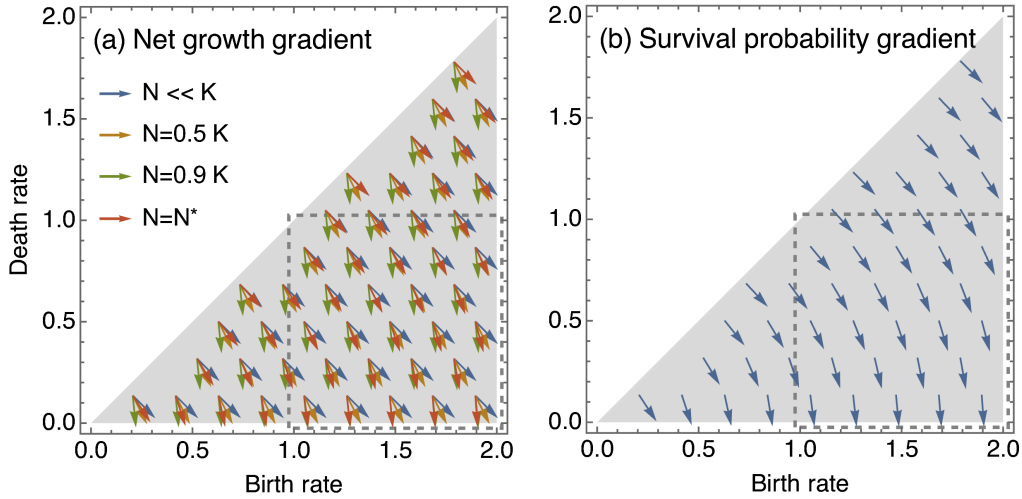 (a) Net growth gradient
N << K
N=0.5 K
N=0.9 K
N=N*
Death rate
2.0
1.5
1.0
0.5
0.0
0.0 0.5 1.0 1.5 2.0
Birth rate
(b) Survival probability gradient
2.0
1.5
1.0
0.5
0.0
0.0 0.5 1.0 1.5 2.0
Birth rate